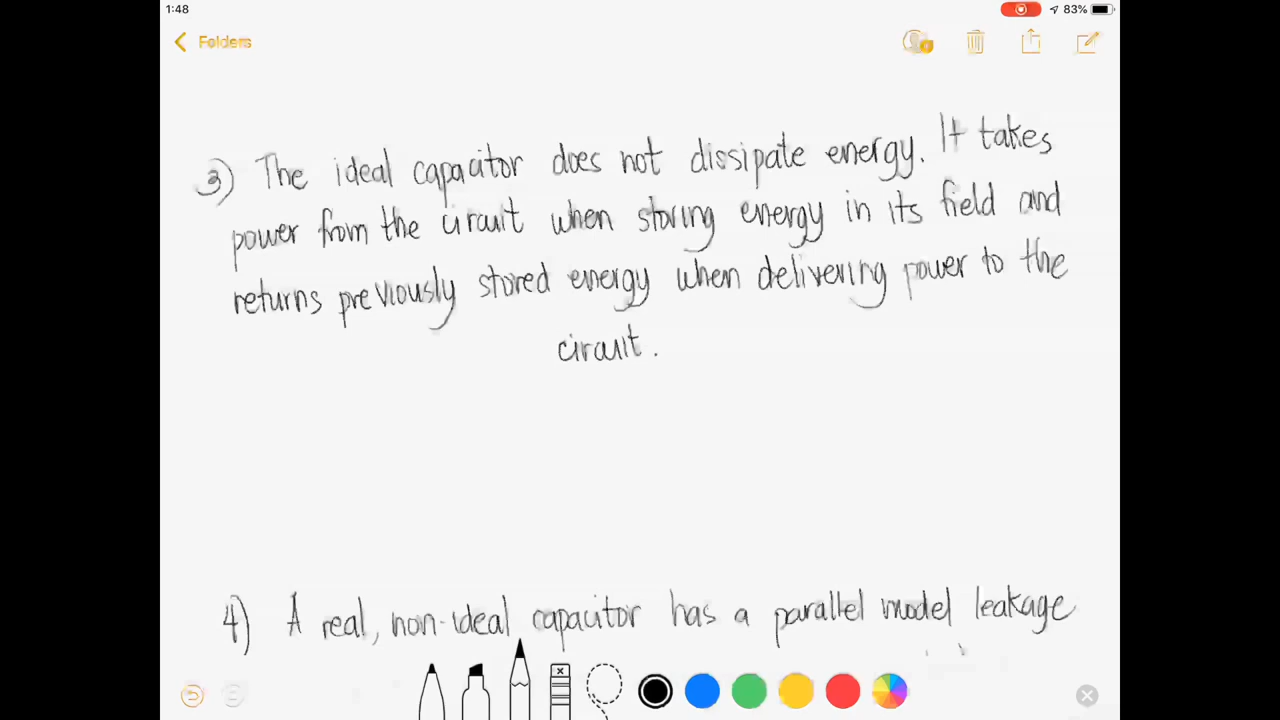 1:48
83%
Folders
3) The ideal capacitor does not dissipate energy. It takes
power from the circuit when storing energy in its field and
returns previously stored energy when delivering power to the
circuit.
4) A real, non-ideal capacitor has a parallel model leakage